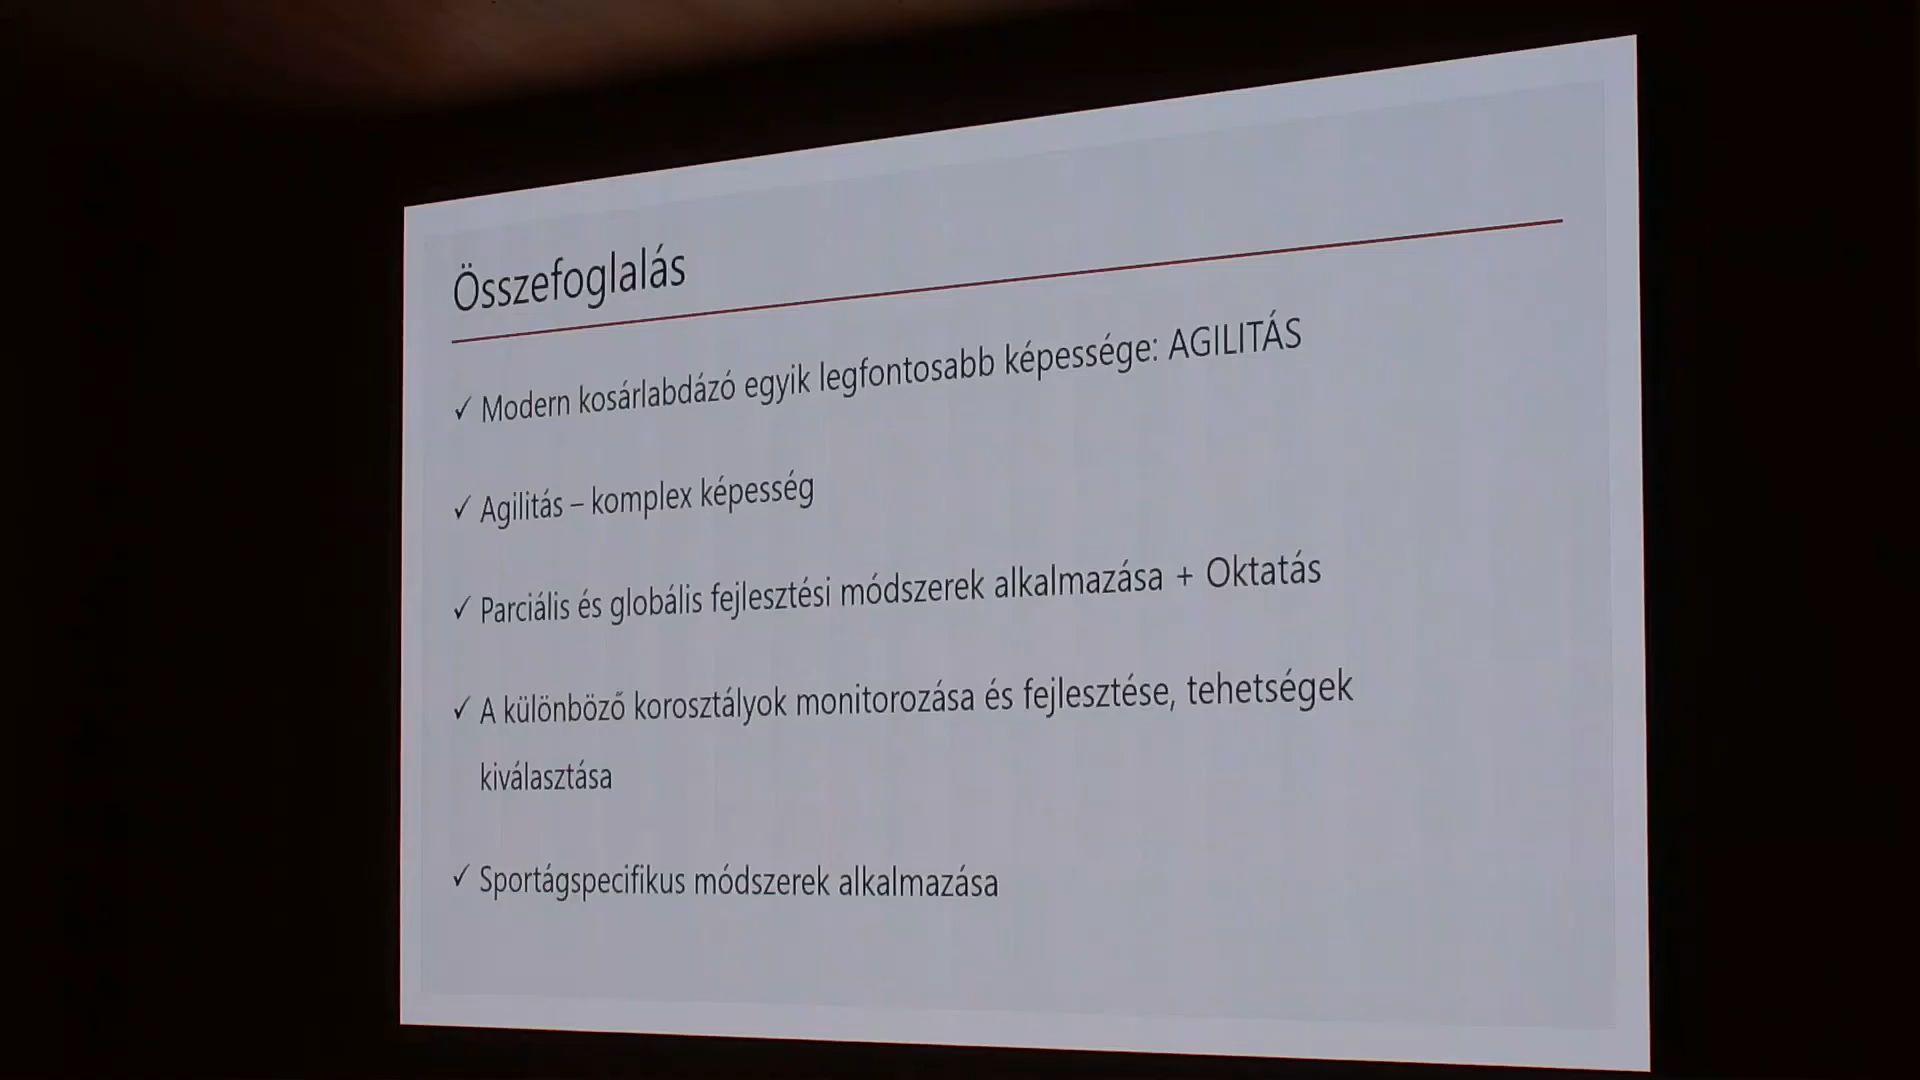 Összefoglalás
✓ Modern kosárlabdázó egyik legfontosabb képessége: AGILITÁS
✓ Agilitás – komplex képesség
✓ Parciális és globális fejlesztési módszerek alkalmazása + Oktatás
✓ A különböző korosztályok monitorozása és fejlesztése, tehetségek
kiválasztása
✓ Sportágspecifikus módszerek alkalmazása